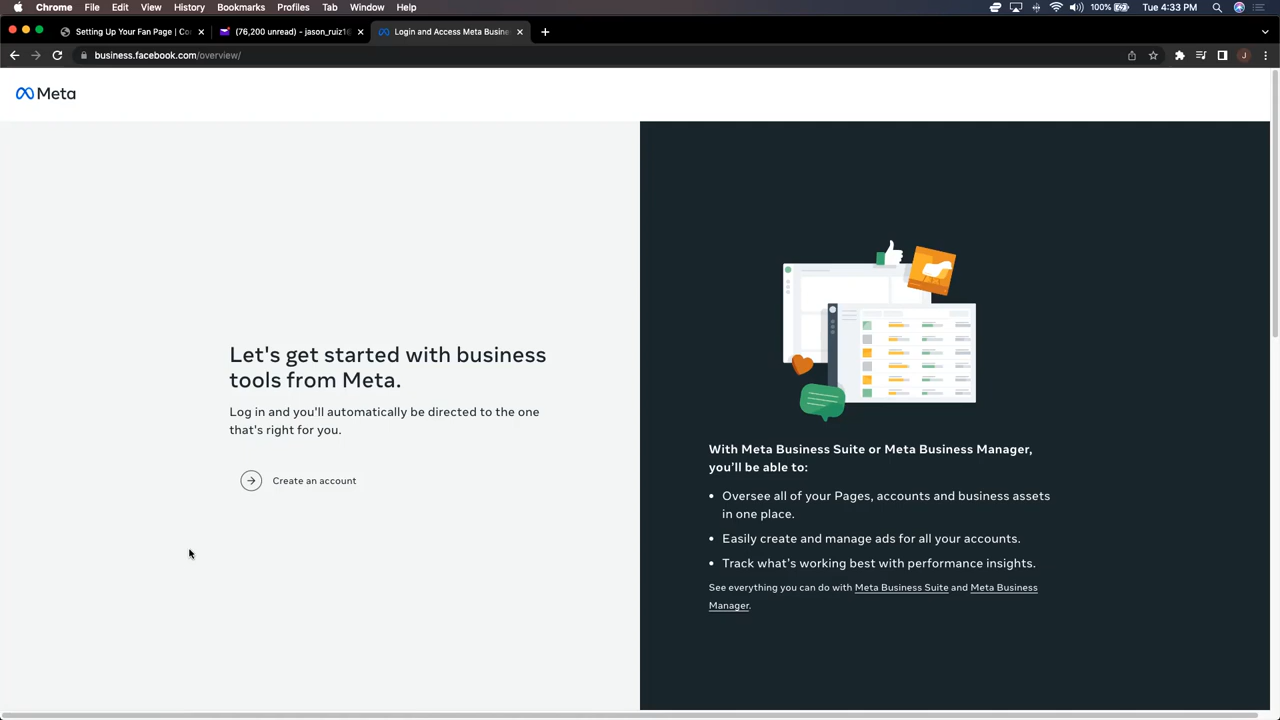 Chrome File Edit View History Bookmarks Profiles Tab Window Help 100% Tue 4:33 PM
Setting Up Your Fan Page | Co (76,200 unread) - jason_ruiz1 Login and Access Meta Busine
business.facebook.com/overview/ J
Meta
Let's get started with business
tools from Meta.
Log in and you'll automatically be directed to the one
that's right for you.
Create an account
With Meta Business Suite or Meta Business Manager,
you'll be able to:
• Oversee all of your Pages, accounts and business assets
in one place.
• Easily create and manage ads for all your accounts.
• Track what's working best with performance insights.
See everything you can do with Meta Business Suite and Meta Business
Manager.